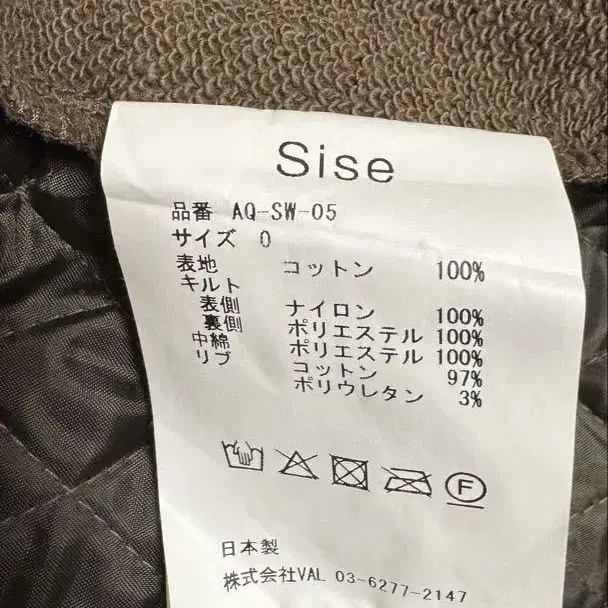 Sise
品番 AQ-SW-05
サイズ 0
表地 コットン 100%
キルト
表側 ナイロン 100%
裏側 ポリエステル 100%
中綿 ポリエステル 100%
リブ コットン 97%
ポリウレタン 3%
F
日本製
株式会社VAL 03-6277-2147